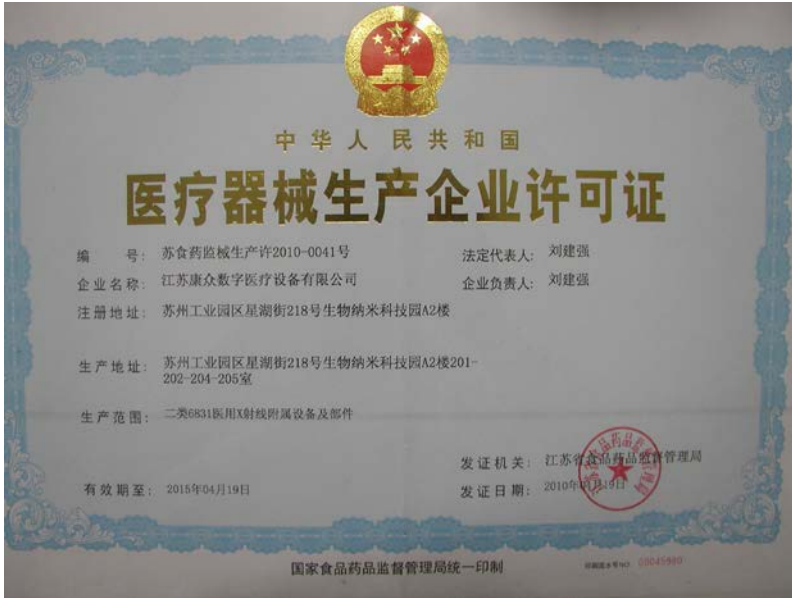 中华人民共和国
医疗器械生产企业许可证
编 号: 苏食药监械生产许2010-0041号
法定代表人: 刘建强
企业名称: 江苏康众数字医疗设备有限公司
企业负责人: 刘建强
注册地址: 苏州工业园区星湖街218号生物纳米科技园A2楼
生产地址: 苏州工业园区星湖街218号生物纳米科技园A2楼201-
202-204-205室
生产范围: 二类6831医用X射线附属设备及部件
发证机关: 江苏省食品药品监督管理局
有效期至: 2015年04月19日
发证日期: 2010年 月19日
国家食品药品监督管理局统一印制